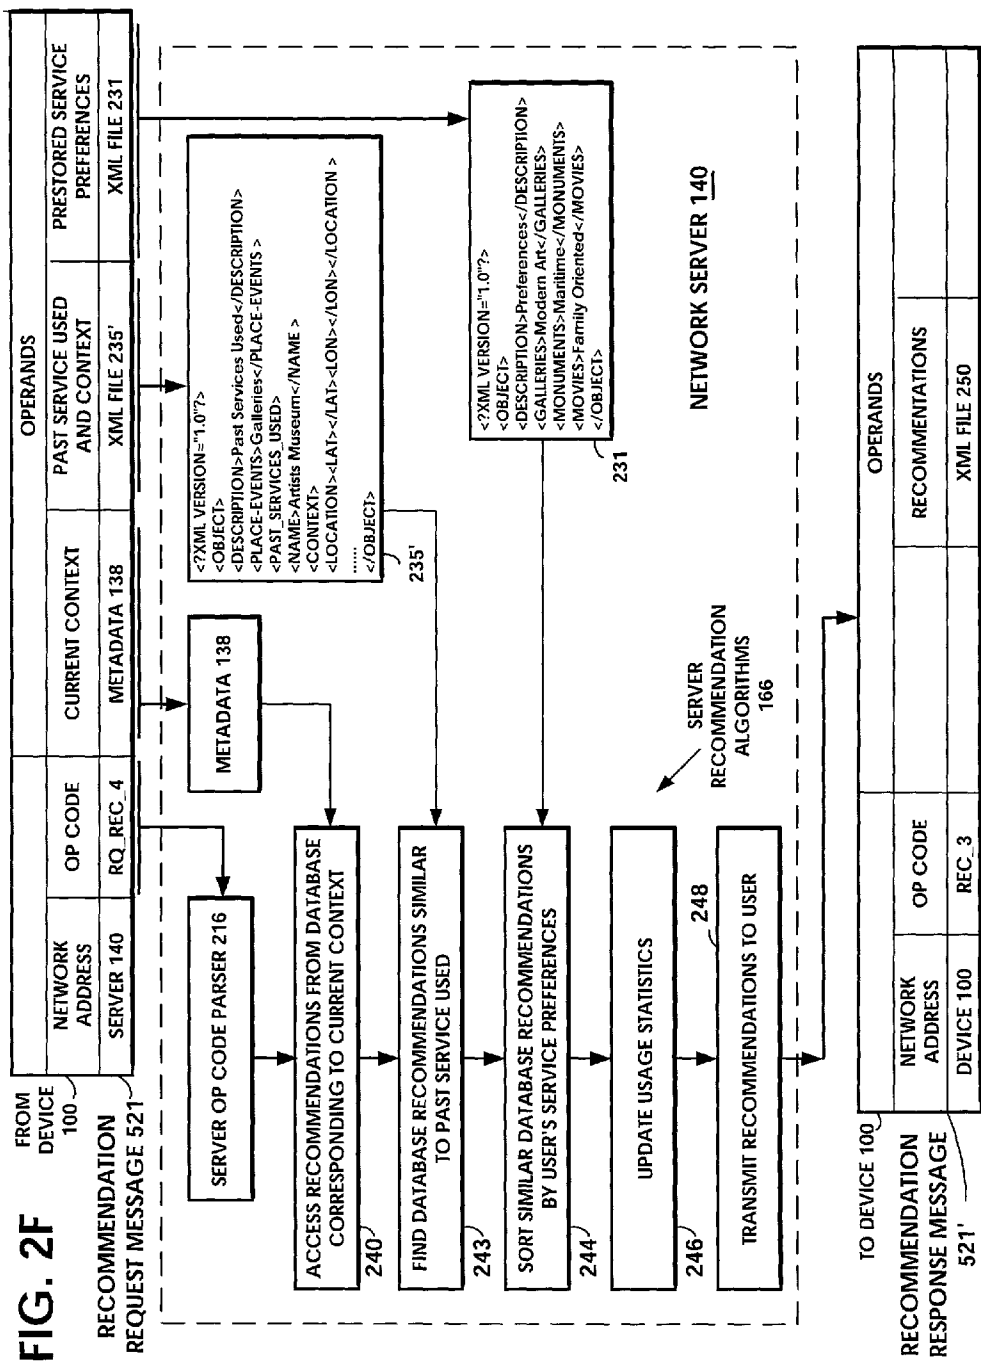 FIG. 2F
FROM
DEVICE
100
RECOMMENDATION
REQUEST MESSAGE 521
OPERANDS
NETWORK
ADDRESS
OP CODE
CURRENT CONTEXT
PAST SERVICE USED
AND CONTEXT
PRESTORED SERVICE
PREFERENCES
SERVER 140
RQ_REC_4
METADATA 138
XML FILE 235'
XML FILE 231
SERVER OP CODE PARSER 216
METADATA 138
<?XML VERSION="1.0"?>
<OBJECT>
<DESCRIPTION>Past Services Used</DESCRIPTION>
<PLACE-EVENTS>Galleries</PLACE-EVENTS >
<PAST_SERVICES_USED>
<NAME>Artists Museum</NAME >
<CONTEXT>
<LOCATION><LAT></LAT><LON></LON></LOCATION >
.....
</OBJECT>
235'
ACCESS RECOMMENDATIONS FROM DATABASE
CORRESPONDING TO CURRENT CONTEXT
240
FIND DATABASE RECOMMENDATIONS SIMILAR
TO PAST SERVICE USED
243
<?XML VERSION="1.0"?>
<OBJECT>
<DESCRIPTION>Preferences</DESCRIPTION>
<GALLERIES>Modern Art</GALLERIES>
<MONUMENTS>Maritime</MONUMENTS>
<MOVIES>Family Oriented</MOVIES>
</OBJECT>
231
SORT SIMILAR DATABASE RECOMMENDATIONS
BY USER'S SERVICE PREFERENCES
244
UPDATE USAGE STATISTICS
246
SERVER
RECOMMENDATION
ALGORITHMS
166
NETWORK SERVER 140
248
TRANSMIT RECOMMENDATIONS TO USER
TO DEVICE 100
RECOMMENDATION
RESPONSE MESSAGE
521'
OPERANDS
NETWORK
ADDRESS
OP CODE
RECOMMENTATIONS
DEVICE 100
REC_3
XML FILE 250